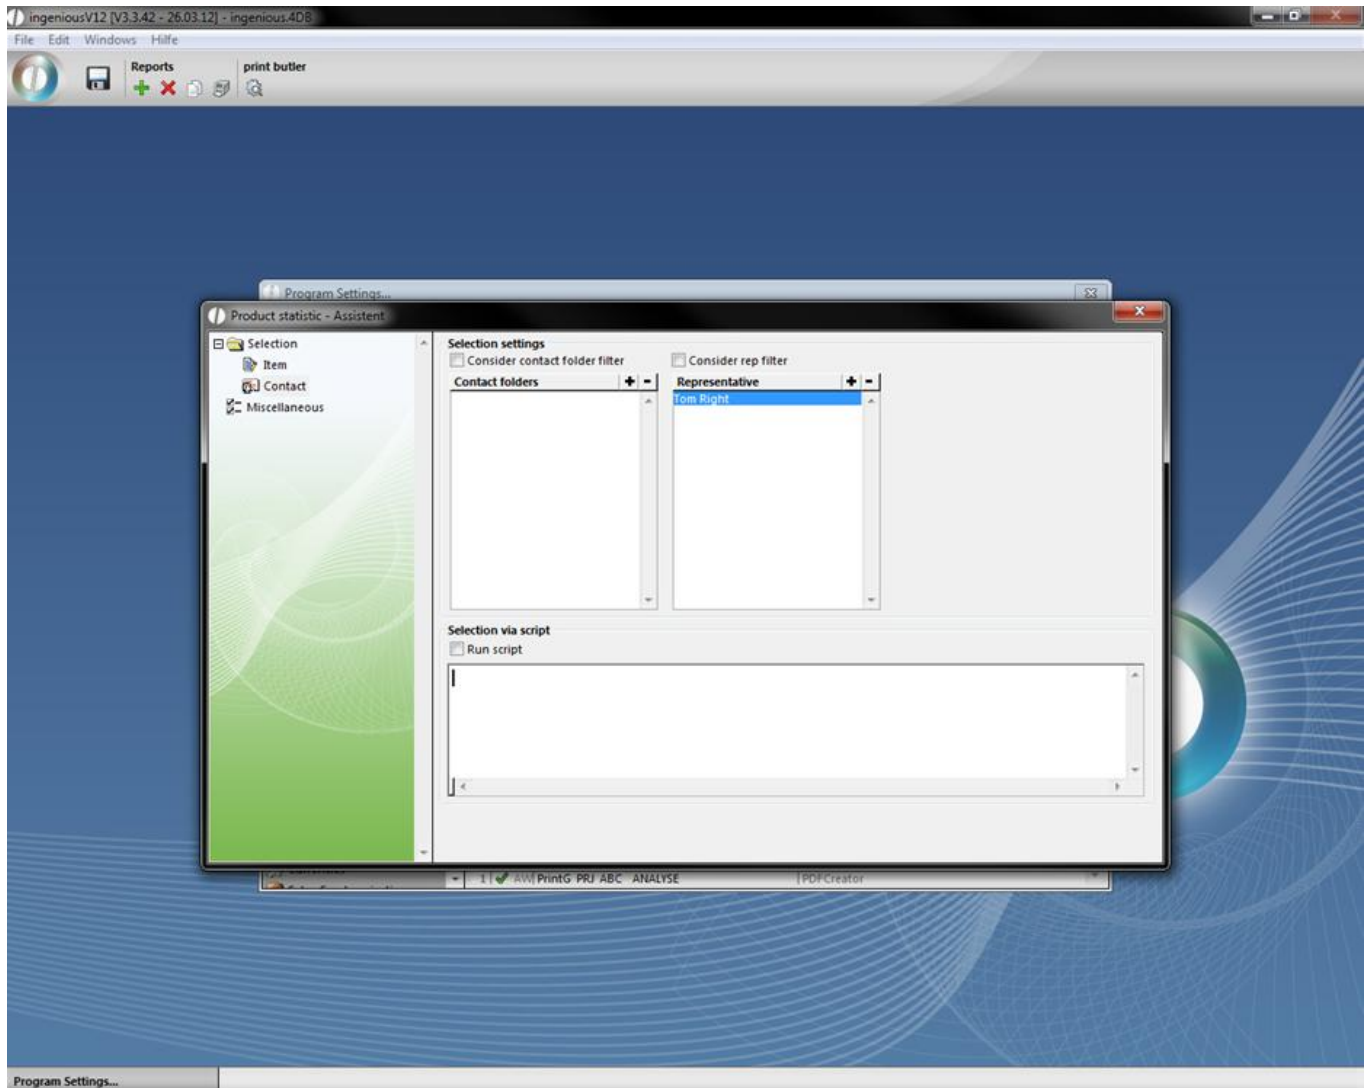 ingeniousV12 [V3.3.42 - 26.03.12] - ingenious.4DB
File Edit Windows Hilfe
Reports print butler
Program Settings...
Product statistic - Assistent
Selection
Item
Contact
Miscellaneous
Selection settings
Consider contact folder filter Consider rep filter
Contact folders + - Representative + -
Tom Right
Selection via script
Run script
1 AW PrintG PRJ ABC ANALYSE PDFCreator
Program Settings...